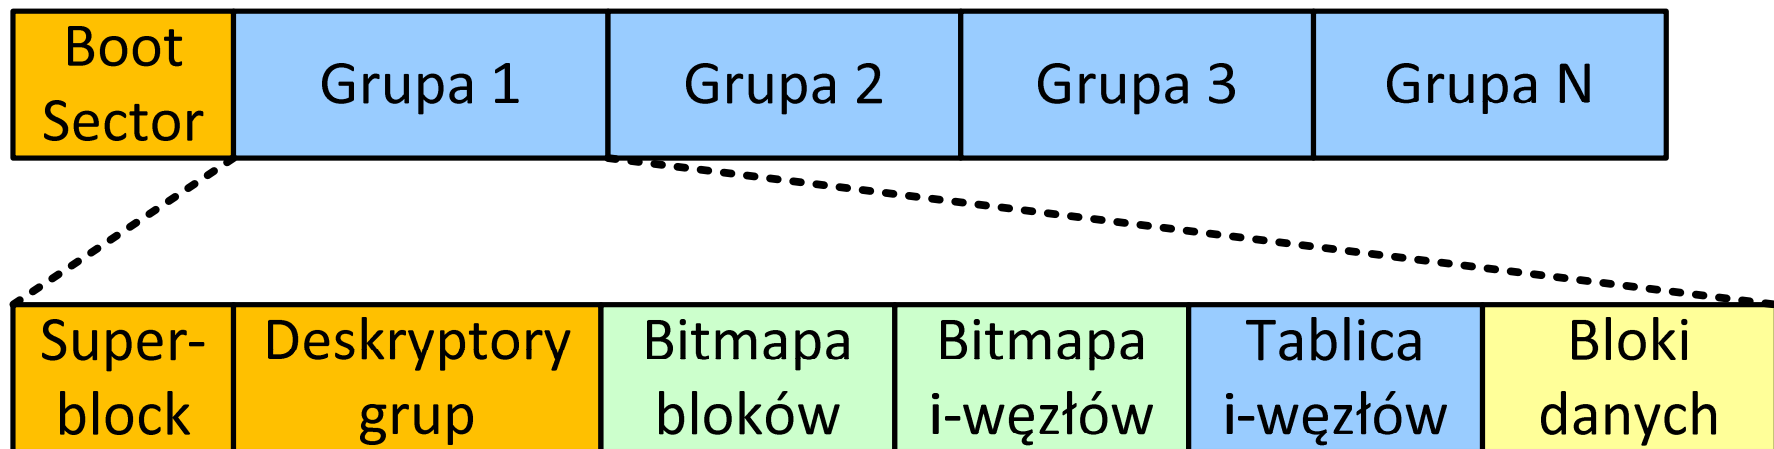 Boot
Sector
Grupa 1
Grupa 2
Grupa 3
Grupa N
Super-
block
Deskryptory
grup
Bitmapa
bloków
Bitmapa
i-węzłów
Tablica
i-węzłów
Bloki
danych